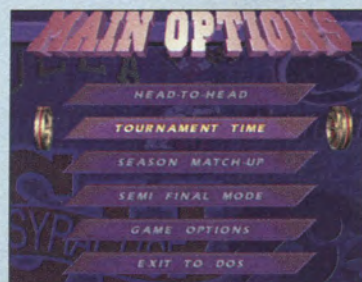 MAIN OPTIONS
HEAD-TO-HEAD
TOURNAMENT TIME
SEASON MATCH-UP
SEMI FINAL MODE
GAME OPTIONS
EXIT TO DOS